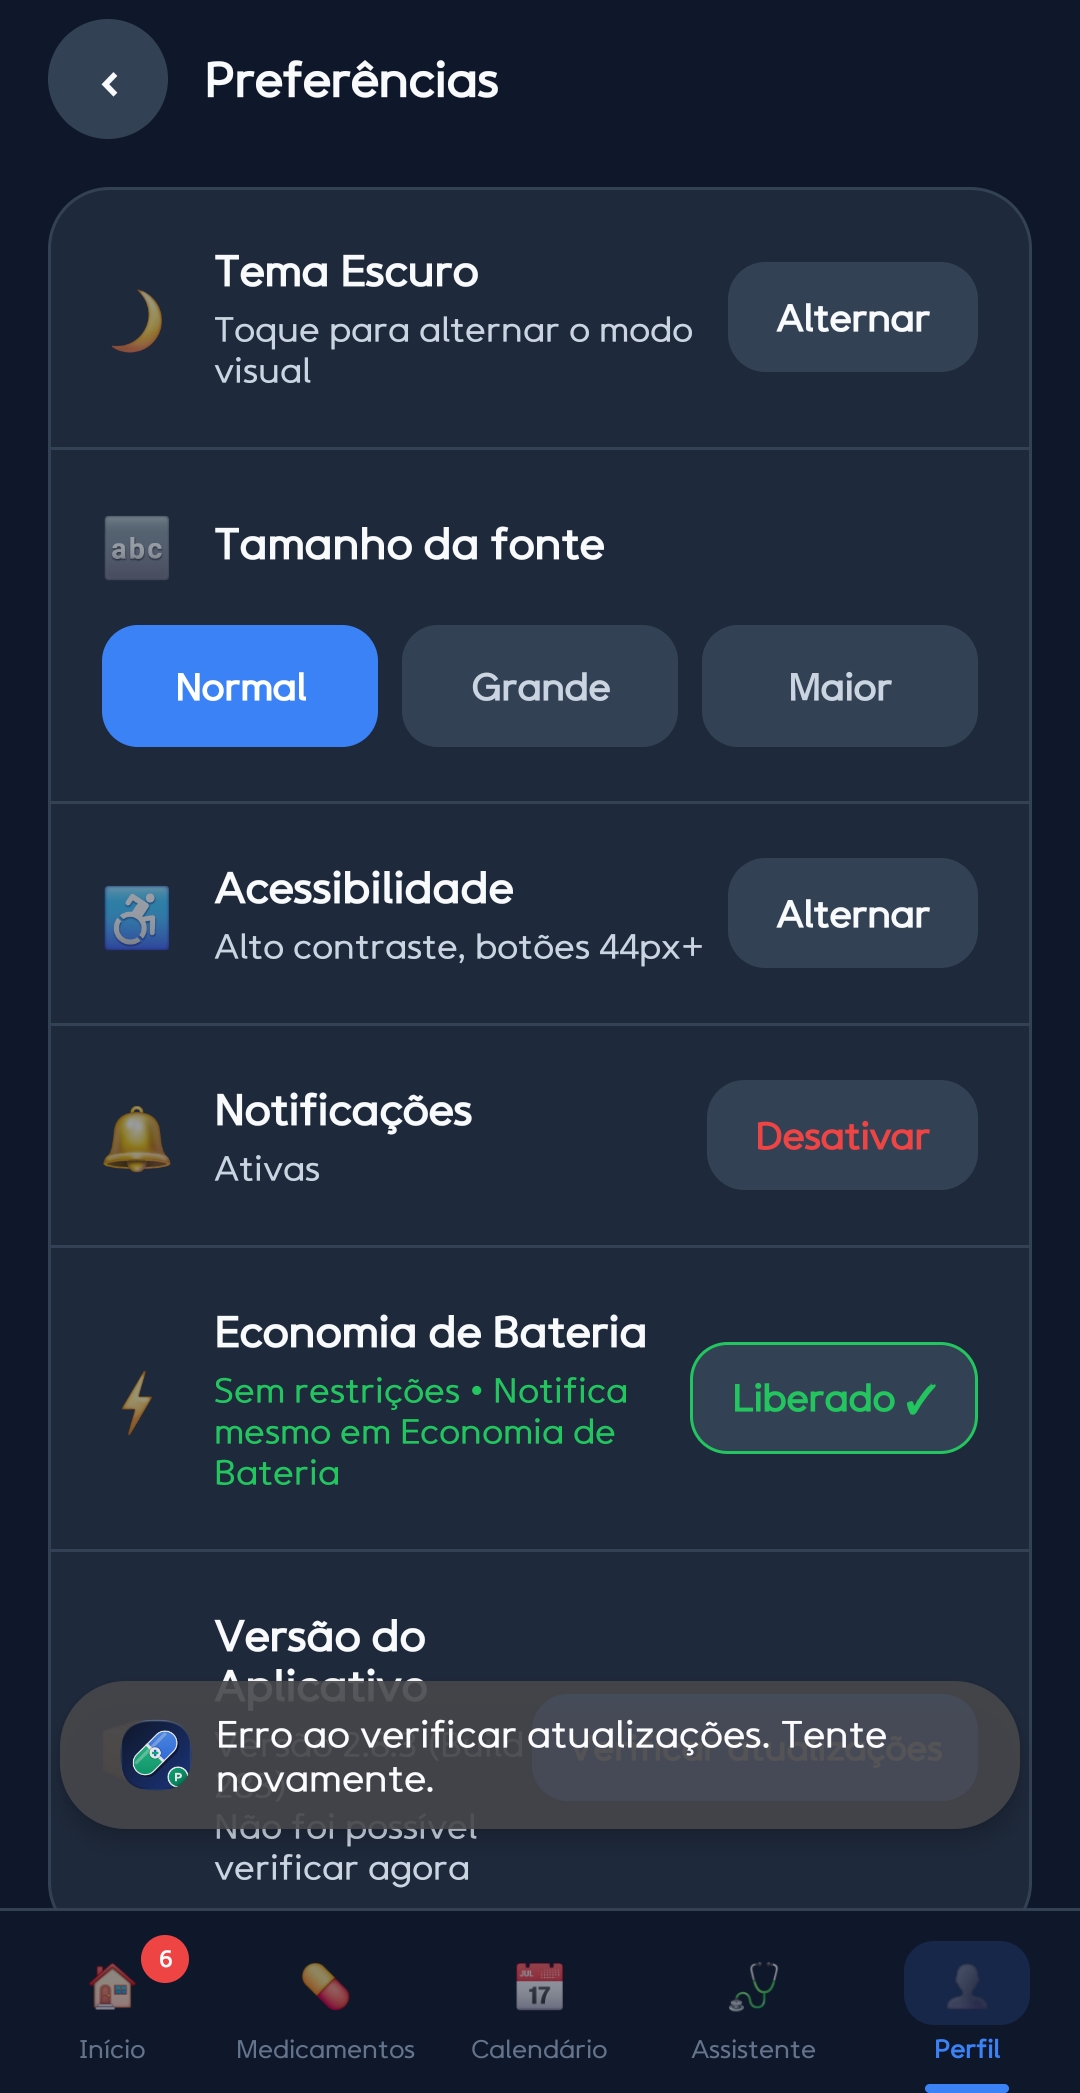 Preferências
Tema Escuro
Toque para alternar o modo
visual
Alternar
abc
Tamanho da fonte
Normal
Grande
Maior
Acessibilidade
Alto contraste, botões 44px+
Alternar
Notificações
Ativas
Desativar
Economia de Bateria
Sem restrições • Notifica
mesmo em Economia de
Bateria
Liberado ✓
Versão do
Aplicativo
Verificar atualizações
Erro ao verificar atualizações. Tente
novamente.
P
Não foi possível
verificar agora
6
JUL
17
Início
Medicamentos
Calendário
Assistente
Perfil